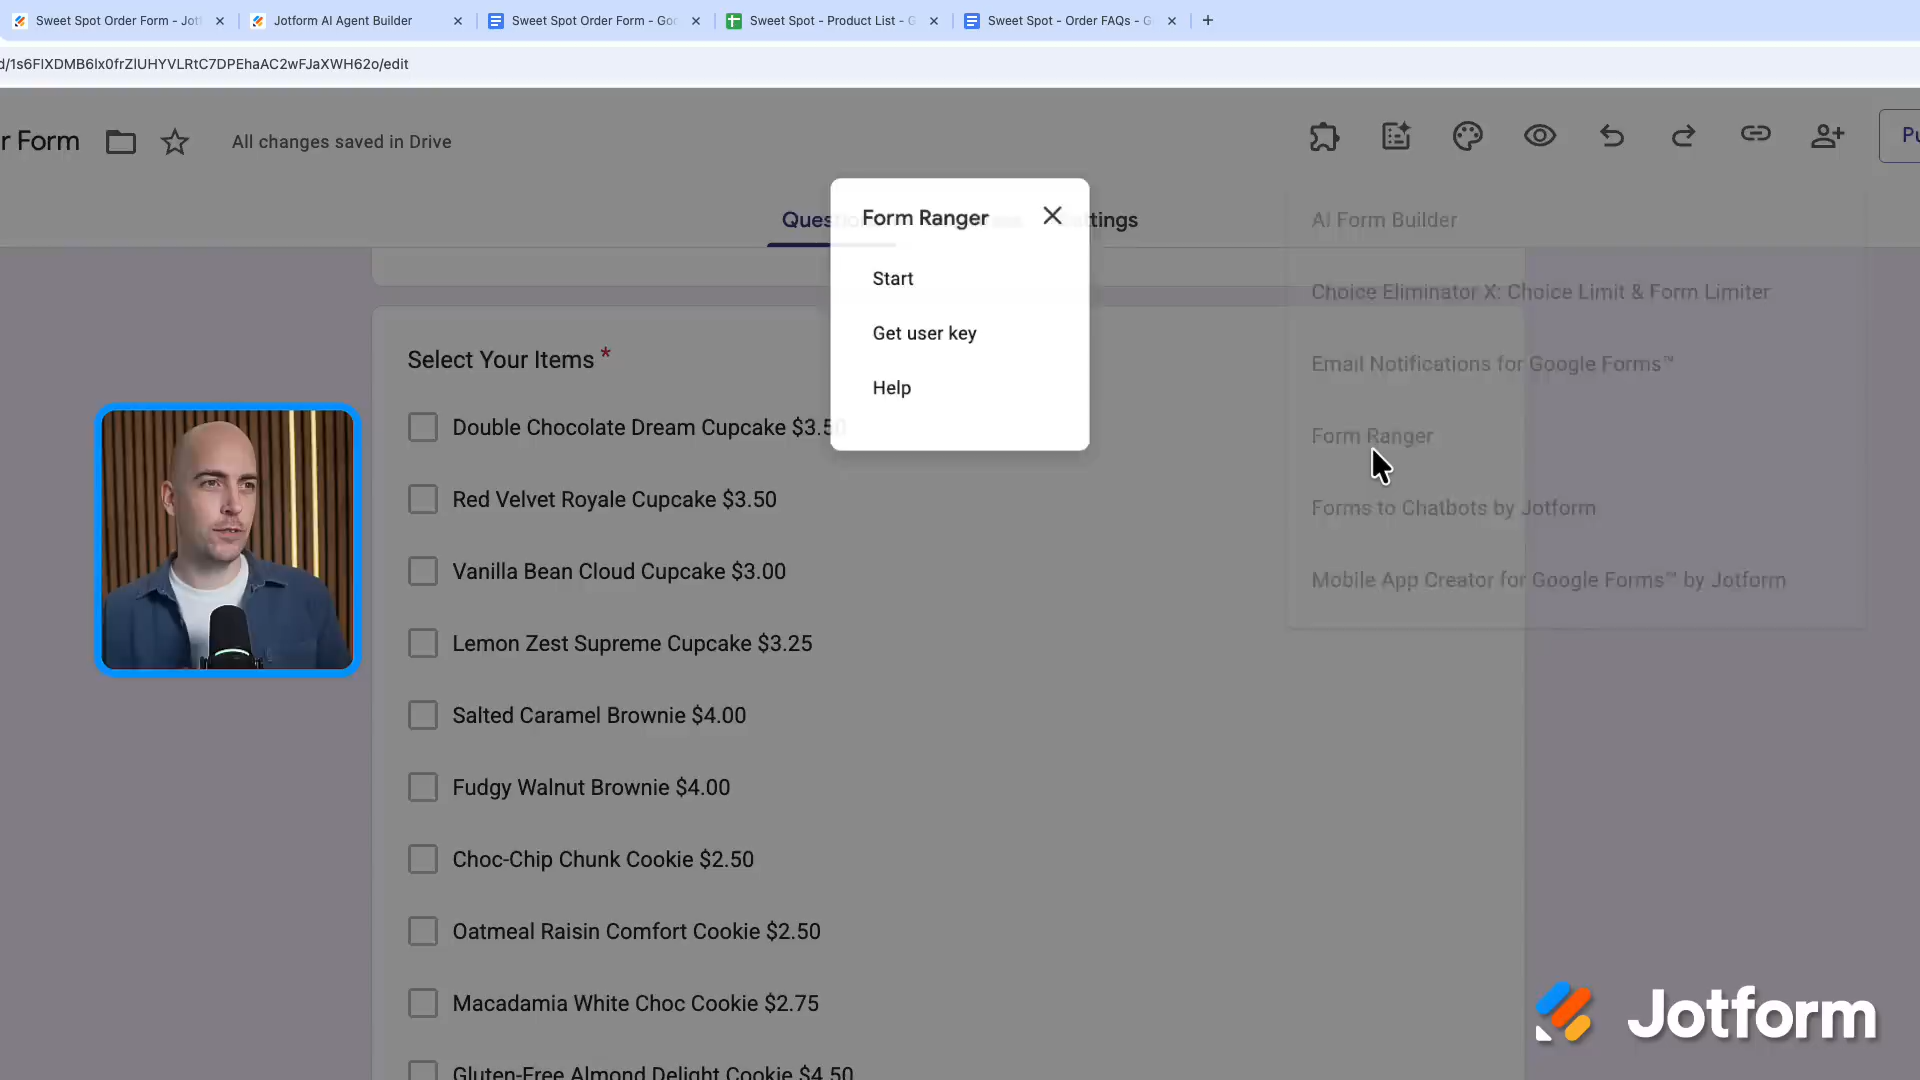 Sweet Spot Order Form - Jotf
Jotform AI Agent Builder
Sweet Spot Order Form - Goo
Sweet Spot - Product List - G
Sweet Spot - Order FAQs - G
d/1s6FlXDMB6Ix0frZlUHYVLRtC7DPEhaAC2wFJaXWH62o/edit
r Form
All changes saved in Drive
Pu
Ques
ttings
Form Ranger
Start
Get user key
Help
AI Form Builder
Choice Eliminator X: Choice Limit & Form Limiter
Email Notifications for Google Forms™
Form Ranger
Forms to Chatbots by Jotform
Mobile App Creator for Google Forms™ by Jotform
Select Your Items *
Double Chocolate Dream Cupcake $3.50
Red Velvet Royale Cupcake $3.50
Vanilla Bean Cloud Cupcake $3.00
Lemon Zest Supreme Cupcake $3.25
Salted Caramel Brownie $4.00
Fudgy Walnut Brownie $4.00
Choc-Chip Chunk Cookie $2.50
Oatmeal Raisin Comfort Cookie $2.50
Macadamia White Choc Cookie $2.75
Gluten-Free Almond Delight Cookie $4.50
Jotform